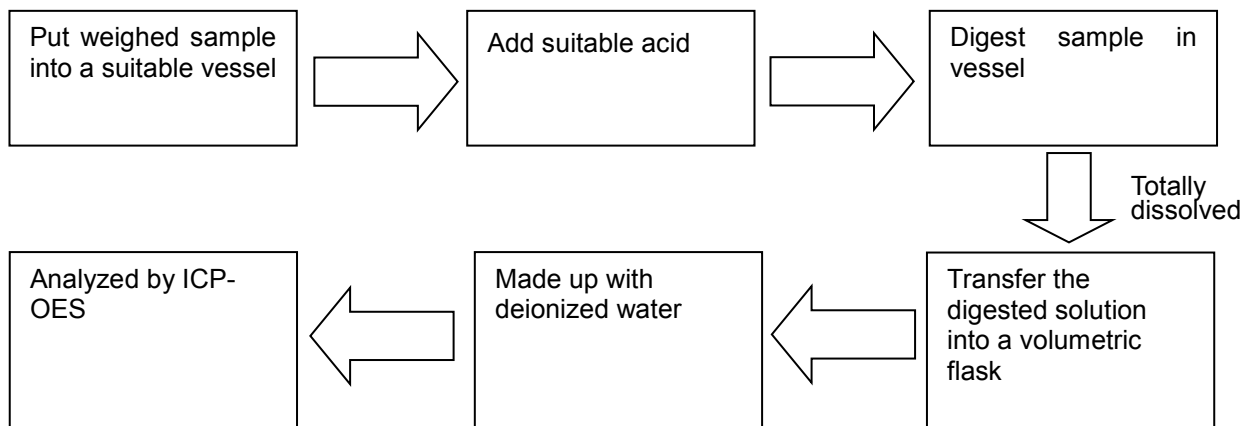 Put weighed sample
into a suitable vessel
Add suitable acid
Digest sample in
vessel
Totally
dissolved
Transfer the
digested solution
into a volumetric
flask
Made up with
deionized water
Analyzed by ICP-
OES